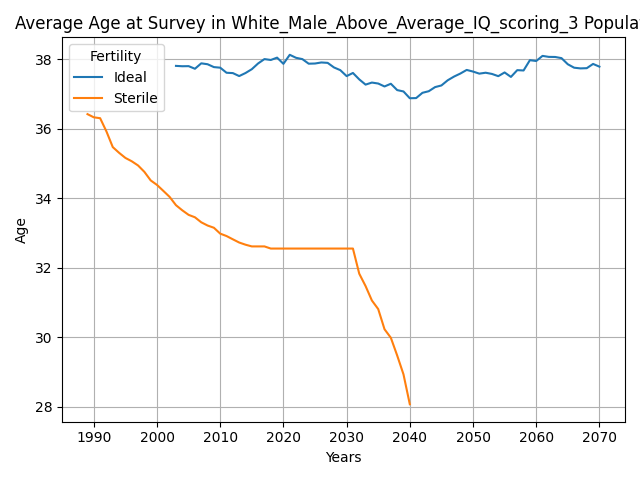 Average Age at Survey in White_Male_Above_Average_IQ_scoring_3 Popula
Fertility
Ideal
Sterile
38
36
34
32
30
28
Age
1990 2000 2010 2020 2030 2040 2050 2060 2070
Years